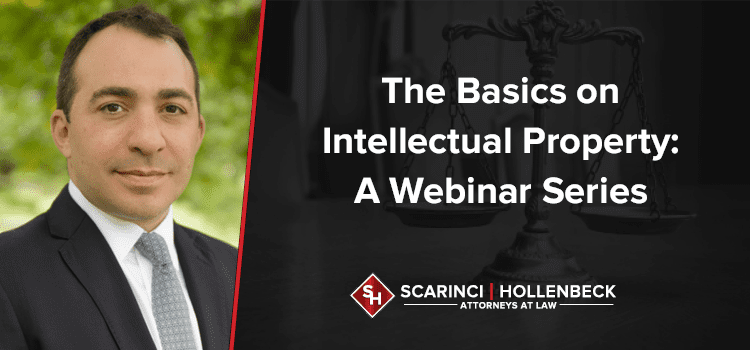 The Basics on
Intellectual Property:
A Webinar Series
SH
SCARINCI | HOLLENBECK
ATTORNEYS AT LAW